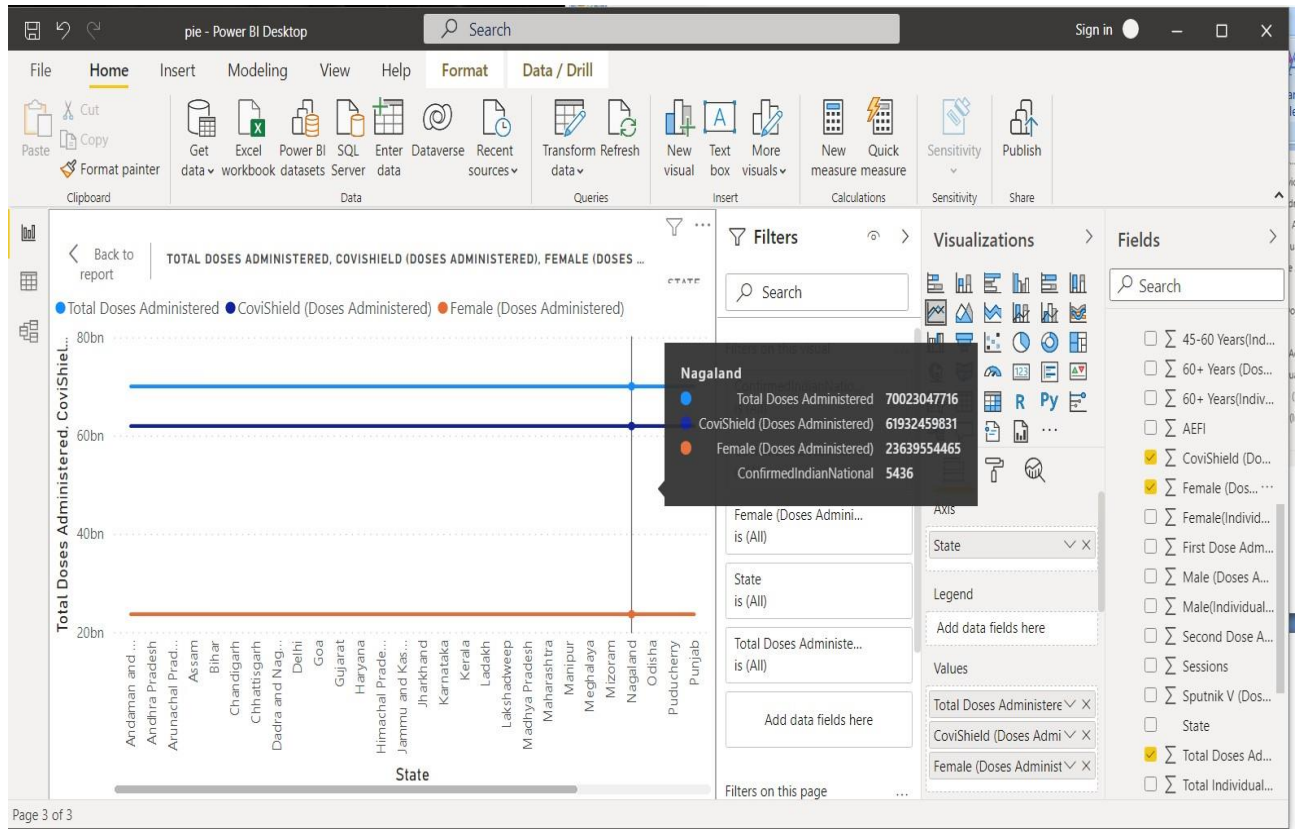 pie - Power BI Desktop
Search
Sign in
File Home Insert Modeling View Help Format Data / Drill
Paste
Cut
Copy
Format painter
Clipboard
Get data
Excel workbook
Power BI datasets
SQL Server
Enter data
Dataverse
Recent sources
Data
Transform data
Refresh
Queries
New visual
Text box
More visuals
Insert
New measure
Quick measure
Calculations
Sensitivity
Sensitivity
Publish
Share
Back to report
TOTAL DOSES ADMINISTERED, COVISHIELD (DOSES ADMINISTERED), FEMALE (DOSES ...
STATE
Total Doses Administered CoviShield (Doses Administered) Female (Doses Administered)
Total Doses Administered, CoviShiel...
80bn
60bn
40bn
20bn
Andaman and ...
Andhra Pradesh
Arunachal Prad...
Assam
Bihar
Chandigarh
Chhattisgarh
Dadra and Nag...
Delhi
Goa
Gujarat
Haryana
Himachal Prade...
Jammu and Kas...
Jharkhand
Karnataka
Kerala
Ladakh
Lakshadweep
Madhya Pradesh
Maharashtra
Manipur
Meghalaya
Mizoram
Nagaland
Odisha
Puducherry
Punjab
State
Nagaland
Total Doses Administered 70023047716
CoviShield (Doses Administered) 61932459831
Female (Doses Administered) 23639554465
ConfirmedIndianNational 5436
Filters
Search
Filters on this visual
Female (Doses Admini...
is (All)
State
is (All)
Total Doses Administe...
is (All)
Add data fields here
Filters on this page ...
Visualizations
123
R Py
Axis
State
Legend
Add data fields here
Values
Total Doses Administere
CoviShield (Doses Admi
Female (Doses Administ
Fields
Search
45-60 Years(Ind...
60+ Years (Dos...
60+ Years(Indiv...
AEFI
CoviShield (Do...
Female (Dos...
Female(Individ...
First Dose Adm...
Male (Doses A...
Male(Individual...
Second Dose A...
Sessions
Sputnik V (Dos...
State
Total Doses Ad...
Total Individual...
Page 3 of 3